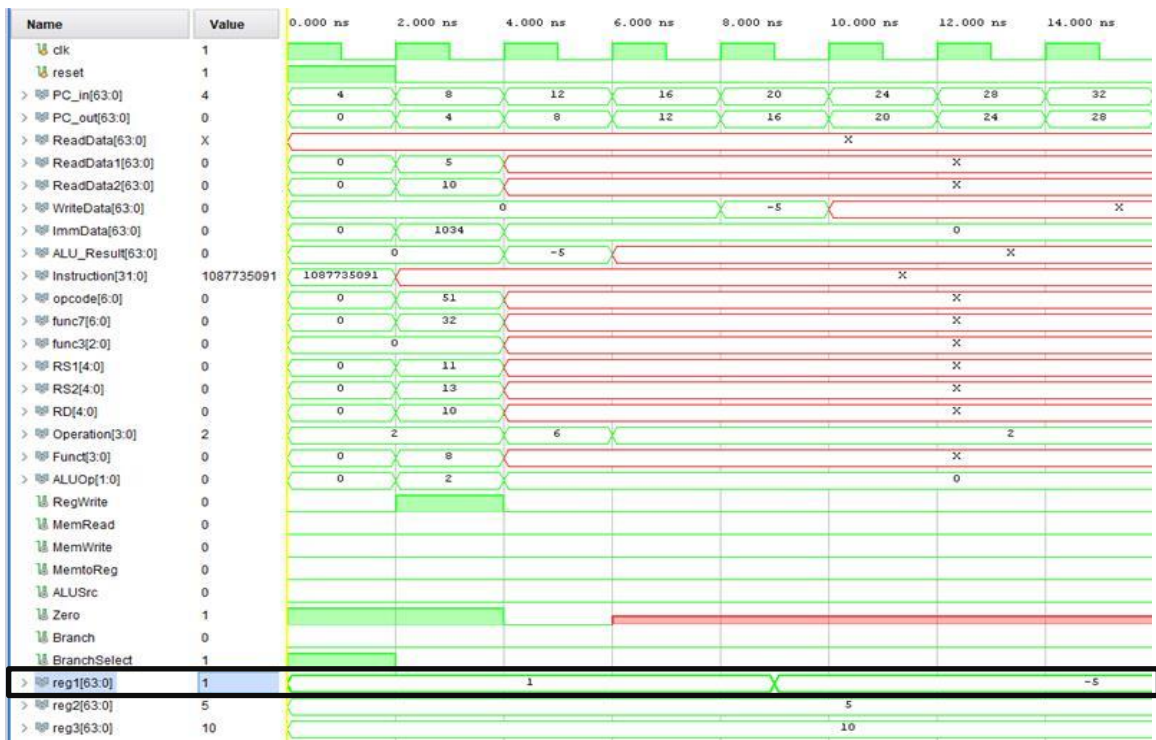 Name Value 0.000 ns 2.000 ns 4.000 ns 6.000 ns 8.000 ns 10.000 ns 12.000 ns 14.000 ns
clk 1
reset 1
PC_in[63:0] 4 4 8 12 16 20 24 28 32
PC_out[63:0] 0 0 4 8 12 16 20 24 28
ReadData[63:0] X X
ReadData1[63:0] 0 0 5 X
ReadData2[63:0] 0 0 10 X
WriteData[63:0] 0 0 -5 X
ImmData[63:0] 0 0 1034 0
ALU_Result[63:0] 0 0 -5 X
Instruction[31:0] 1087735091 1087735091 X
opcode[6:0] 0 0 51 X
func7[6:0] 0 0 32 X
func3[2:0] 0 0 X
RS1[4:0] 0 0 11 X
RS2[4:0] 0 0 13 X
RD[4:0] 0 0 10 X
Operation[3:0] 2 2 6 2
Funct[3:0] 0 0 8 X
ALUOp[1:0] 0 0 2 0
RegWrite 0
MemRead 0
MemWrite 0
MemtoReg 0
ALUSrc 0
Zero 1
Branch 0
BranchSelect 1
reg1[63:0] 1 1 -5
reg2[63:0] 5 5
reg3[63:0] 10 10